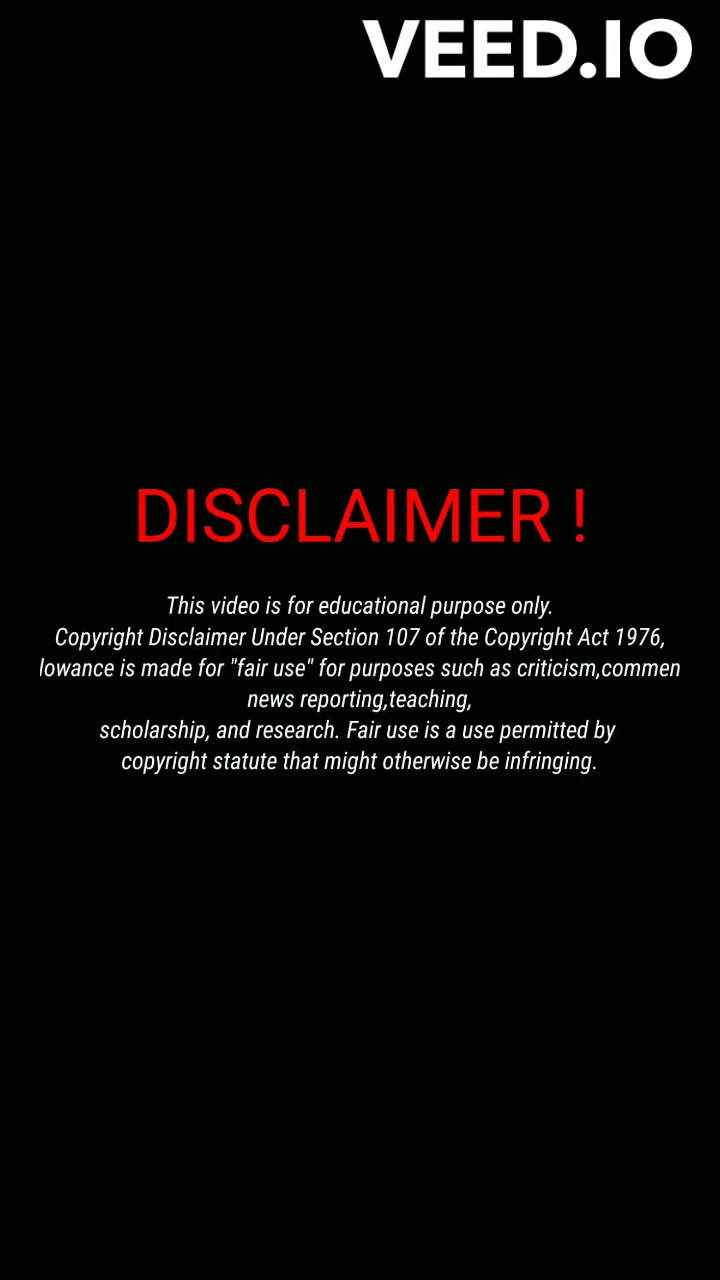 VEED.IO
DISCLAIMER !
This video is for educational purpose only.
Copyright Disclaimer Under Section 107 of the Copyright Act 1976,
lowance is made for "fair use" for purposes such as criticism,commen
news reporting,teaching,
scholarship, and research. Fair use is a use permitted by
copyright statute that might otherwise be infringing.